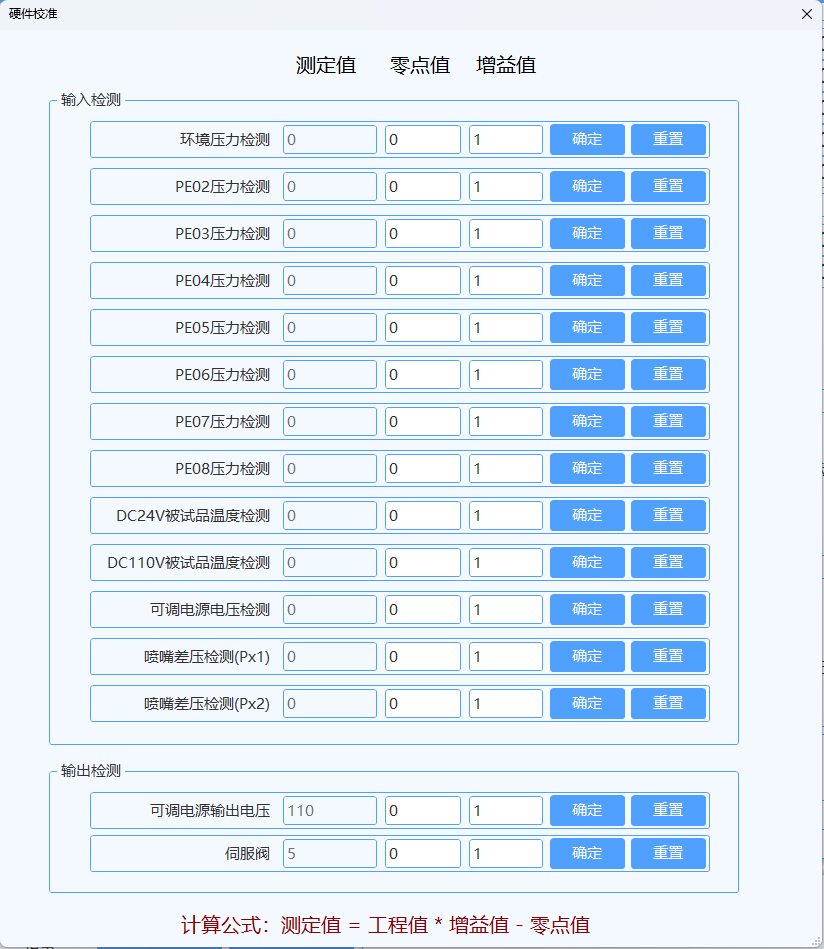 硬件校准
测定值 零点值 增益值
输入检测
环境压力检测 0 0 1 确定 重置
PE02压力检测 0 0 1 确定 重置
PE03压力检测 0 0 1 确定 重置
PE04压力检测 0 0 1 确定 重置
PE05压力检测 0 0 1 确定 重置
PE06压力检测 0 0 1 确定 重置
PE07压力检测 0 0 1 确定 重置
PE08压力检测 0 0 1 确定 重置
DC24V被试品温度检测 0 0 1 确定 重置
DC110V被试品温度检测 0 0 1 确定 重置
可调电源电压检测 0 0 1 确定 重置
喷嘴差压检测(Px1) 0 0 1 确定 重置
喷嘴差压检测(Px2) 0 0 1 确定 重置
输出检测
可调电源输出电压 110 0 1 确定 重置
伺服阀 5 0 1 确定 重置
计算公式：测定值 = 工程值 * 增益值 - 零点值